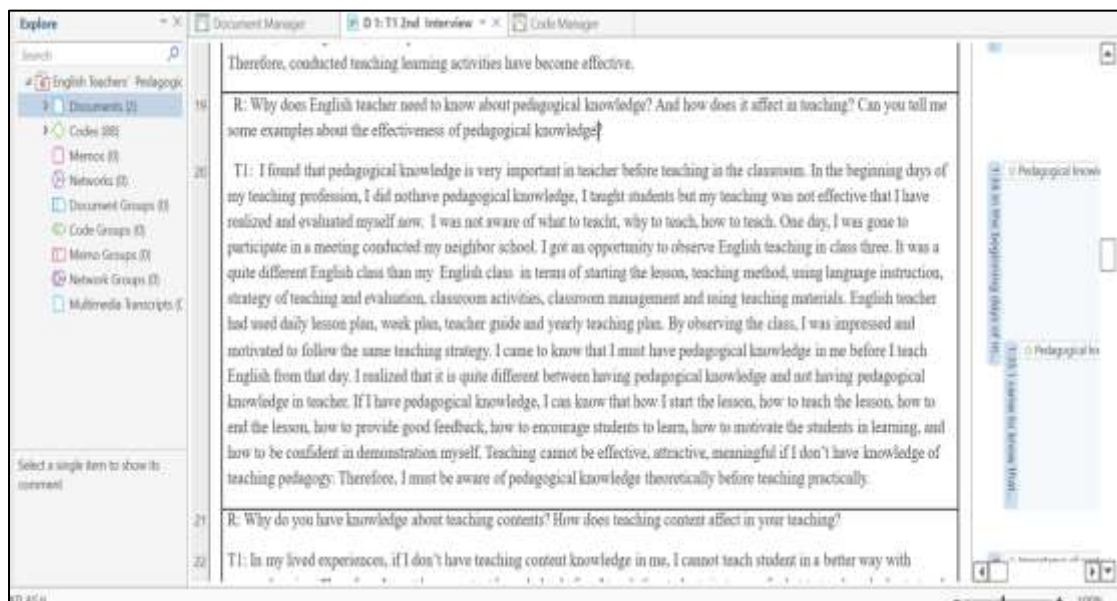 Explore
Document Manager
D 1: T1 2nd Interview
Code Manager
Search
English Teachers' Pedagogic
Documents (2)
Codes (88)
Memos (0)
Networks (0)
Document Groups (0)
Code Groups (0)
Memo Groups (0)
Network Groups (0)
Multimedia Transcripts (
Select a single item to show its
comment
Therefore, conducted teaching learning activities have become effective.
19 R: Why does English teacher need to know about pedagogical knowledge? And how does it affect in teaching? Can you tell me
some examples about the effectiveness of pedagogical knowledge?
20 T1: I found that pedagogical knowledge is very important in teacher before teaching in the classroom. In the beginning days of
my teaching profession, I did nothave pedagogical knowledge, I taught students but my teaching was not effective that I have
realized and evaluated myself now. I was not aware of what to teacht, why to teach, how to teach. One day, I was gone to
participate in a meeting conducted my neighbor school. I got an opportunity to observe English teaching in class three. It was a
quite different English class than my English class in terms of starting the lesson, teaching method, using language instruction,
strategy of teaching and evaluation, classroom activities, classroom management and using teaching materials. English teacher
had used daily lesson plan, week plan, teacher guide and yearly teaching plan. By observing the class, I was impressed and
motivated to follow the same teaching strategy. I came to know that I must have pedagogical knowledge in me before I teach
English from that day. I realized that it is quite different between having pedagogical knowledge and not having pedagogical
knowledge in teacher. If I have pedagogical knowledge, I can know that how I start the lesson, how to teach the lesson, how to
end the lesson, how to provide good feedback, how to encourage students to learn, how to motivate the students in learning, and
how to be confident in demonstration myself. Teaching cannot be effective, attractive, meaningful if I don't have knowledge of
teaching pedagogy. Therefore, I must be aware of pedagogical knowledge theoretically before teaching practically.
21 R: Why do you have knowledge about teaching contents? How does teaching content affect in your teaching?
22 T1: In my lived experiences, if I don't have teaching content knowledge in me, I cannot teach student in a better way with
Pedagogical knowle
in the beginning days of m...
Pedagogical kn
I came to know that...
100%